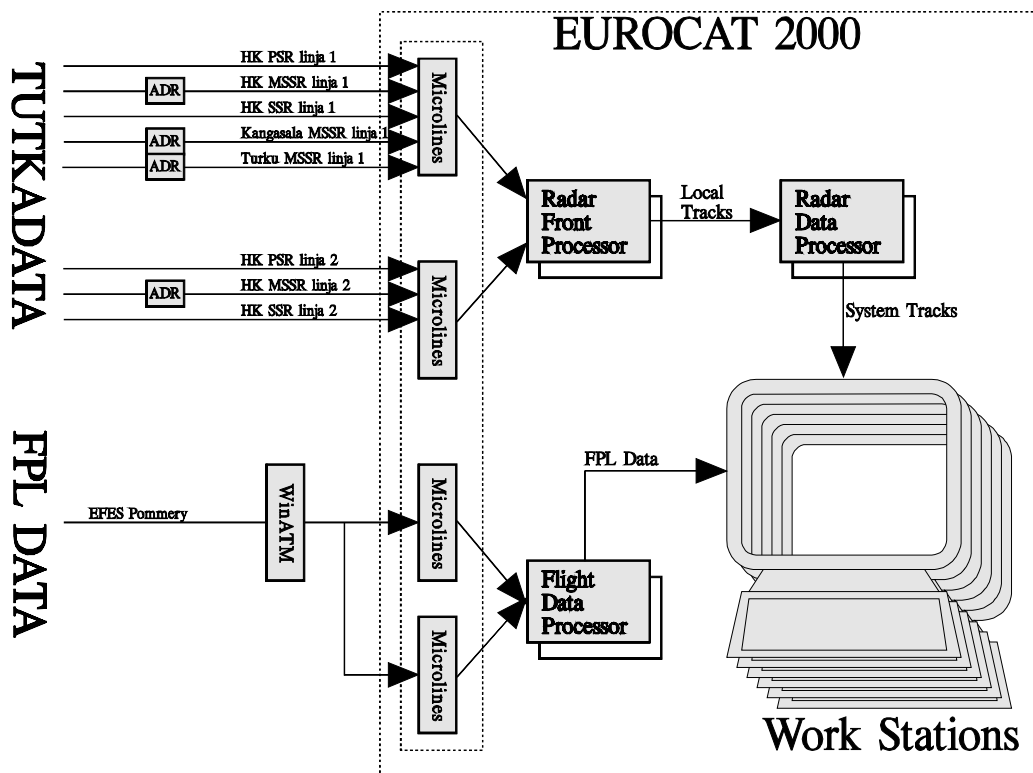 EUROCAT 2000
TUTKADATA
HK PSR linja 1
HK MSSR linja 1
ADR
HK SSR linja 1
Kangasala MSSR linja 1
ADR
Turku MSSR linja 1
ADR
Microlines
HK PSR linja 2
HK MSSR linja 2
ADR
HK SSR linja 2
Microlines
Radar
Front
Processor
Local
Tracks
Radar
Data
Processor
System Tracks
FPL DATA
EFES Pommery
WinATM
Microlines
Microlines
Flight
Data
Processor
FPL Data
Work Stations